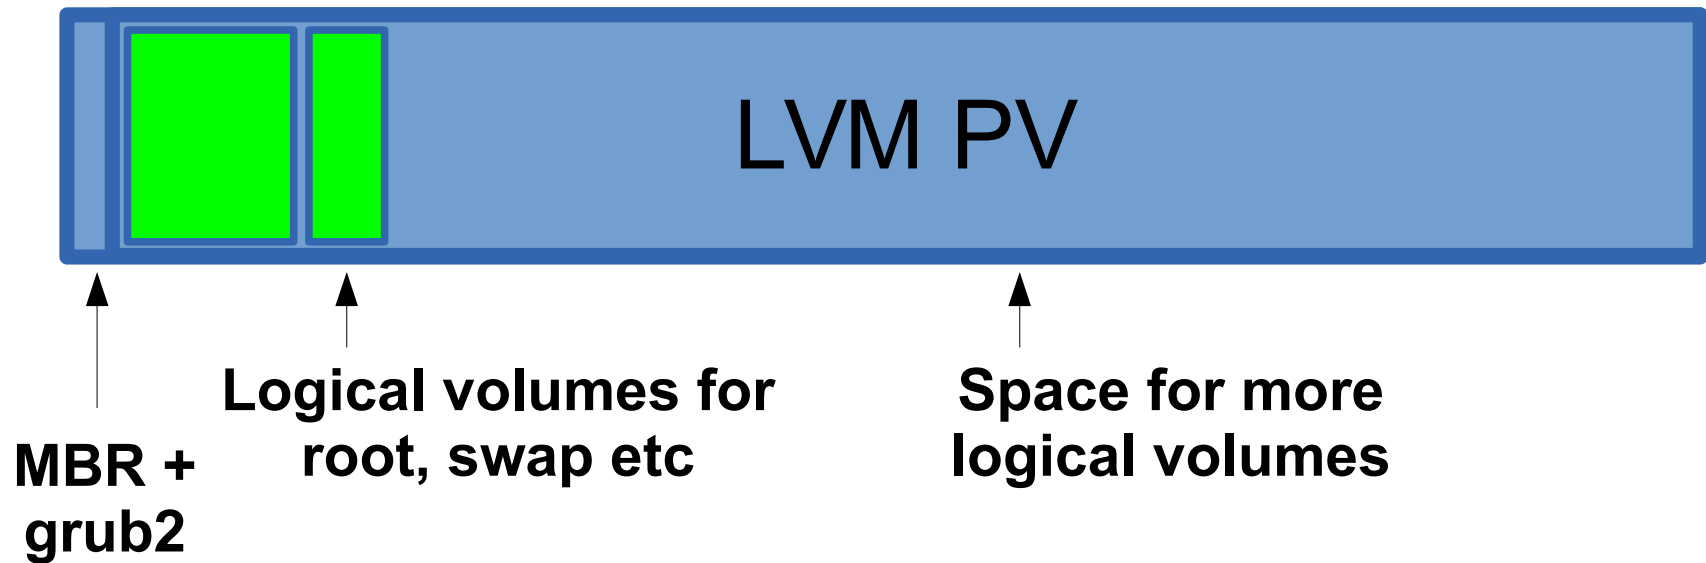 LVM PV
Logical volumes for
root, swap etc
Space for more
logical volumes
MBR +
grub2